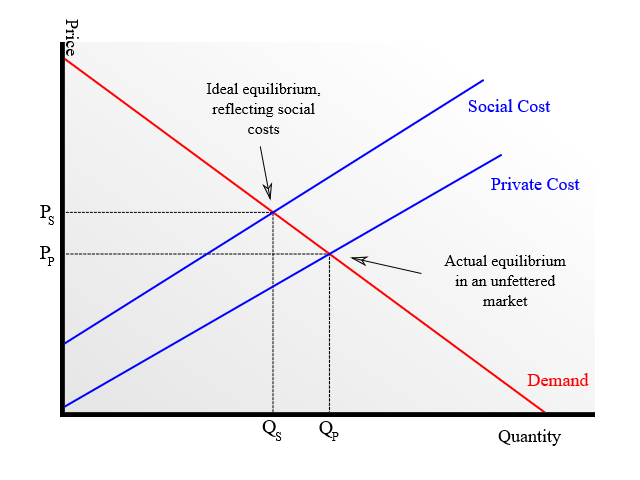 Price
Ideal equilibrium,
reflecting social
costs
Social Cost
Private Cost
PS
PP
Actual equilibrium
in an unfettered
market
Demand
QS
QP
Quantity